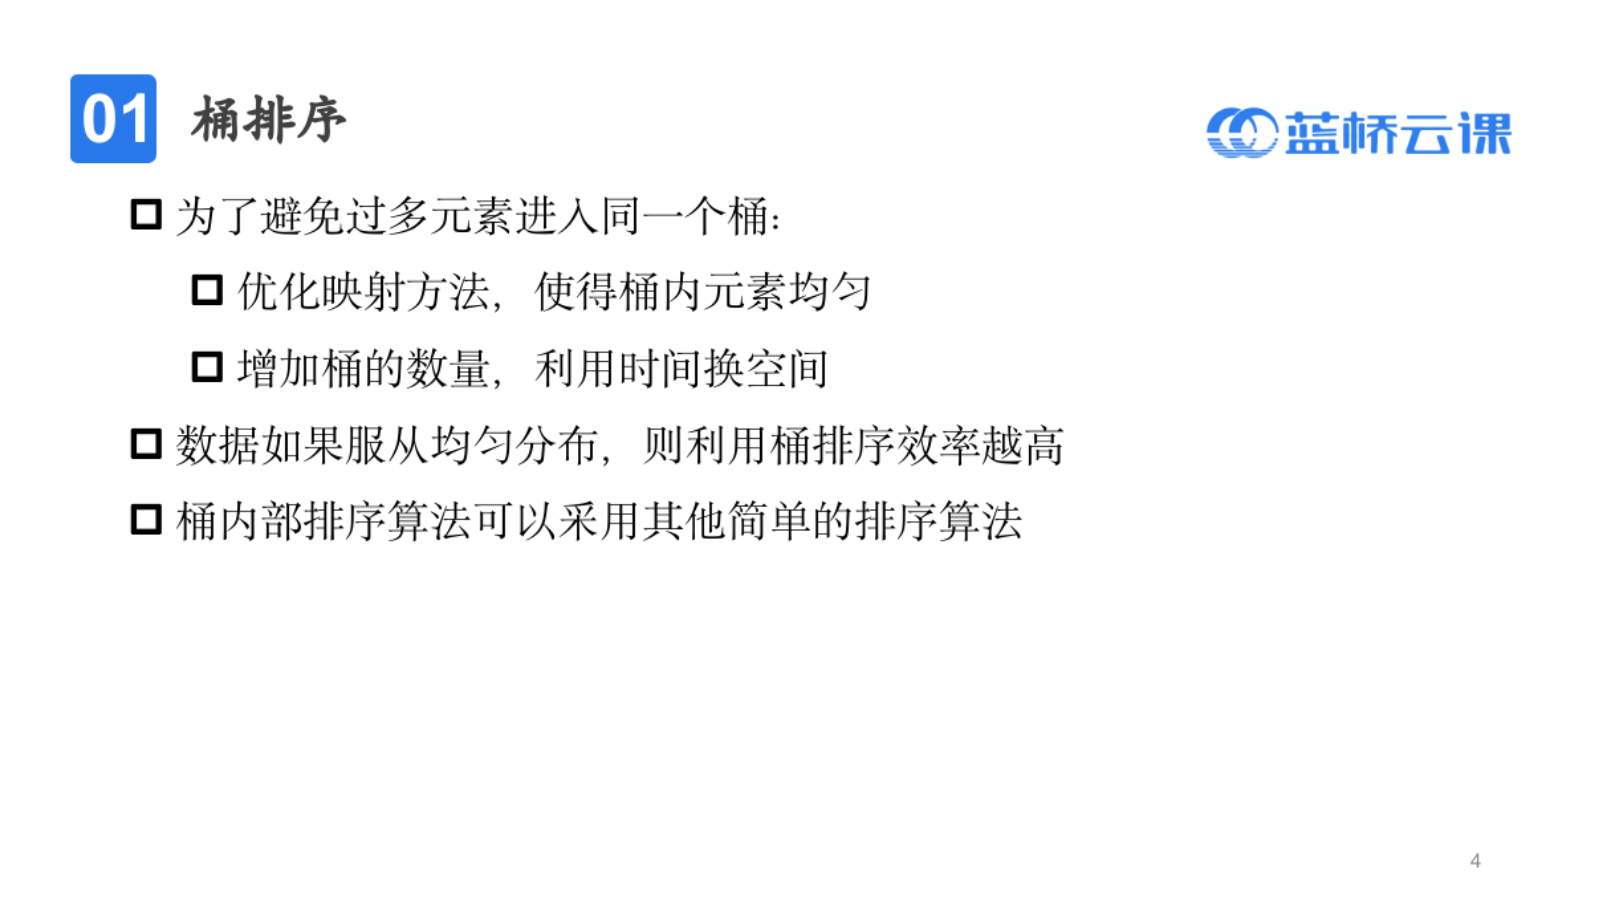 01 桶排序
蓝桥云课
为了避免过多元素进入同一个桶：
优化映射方法，使得桶内元素均匀
增加桶的数量，利用时间换空间
数据如果服从均匀分布，则利用桶排序效率越高
桶内部排序算法可以采用其他简单的排序算法
4